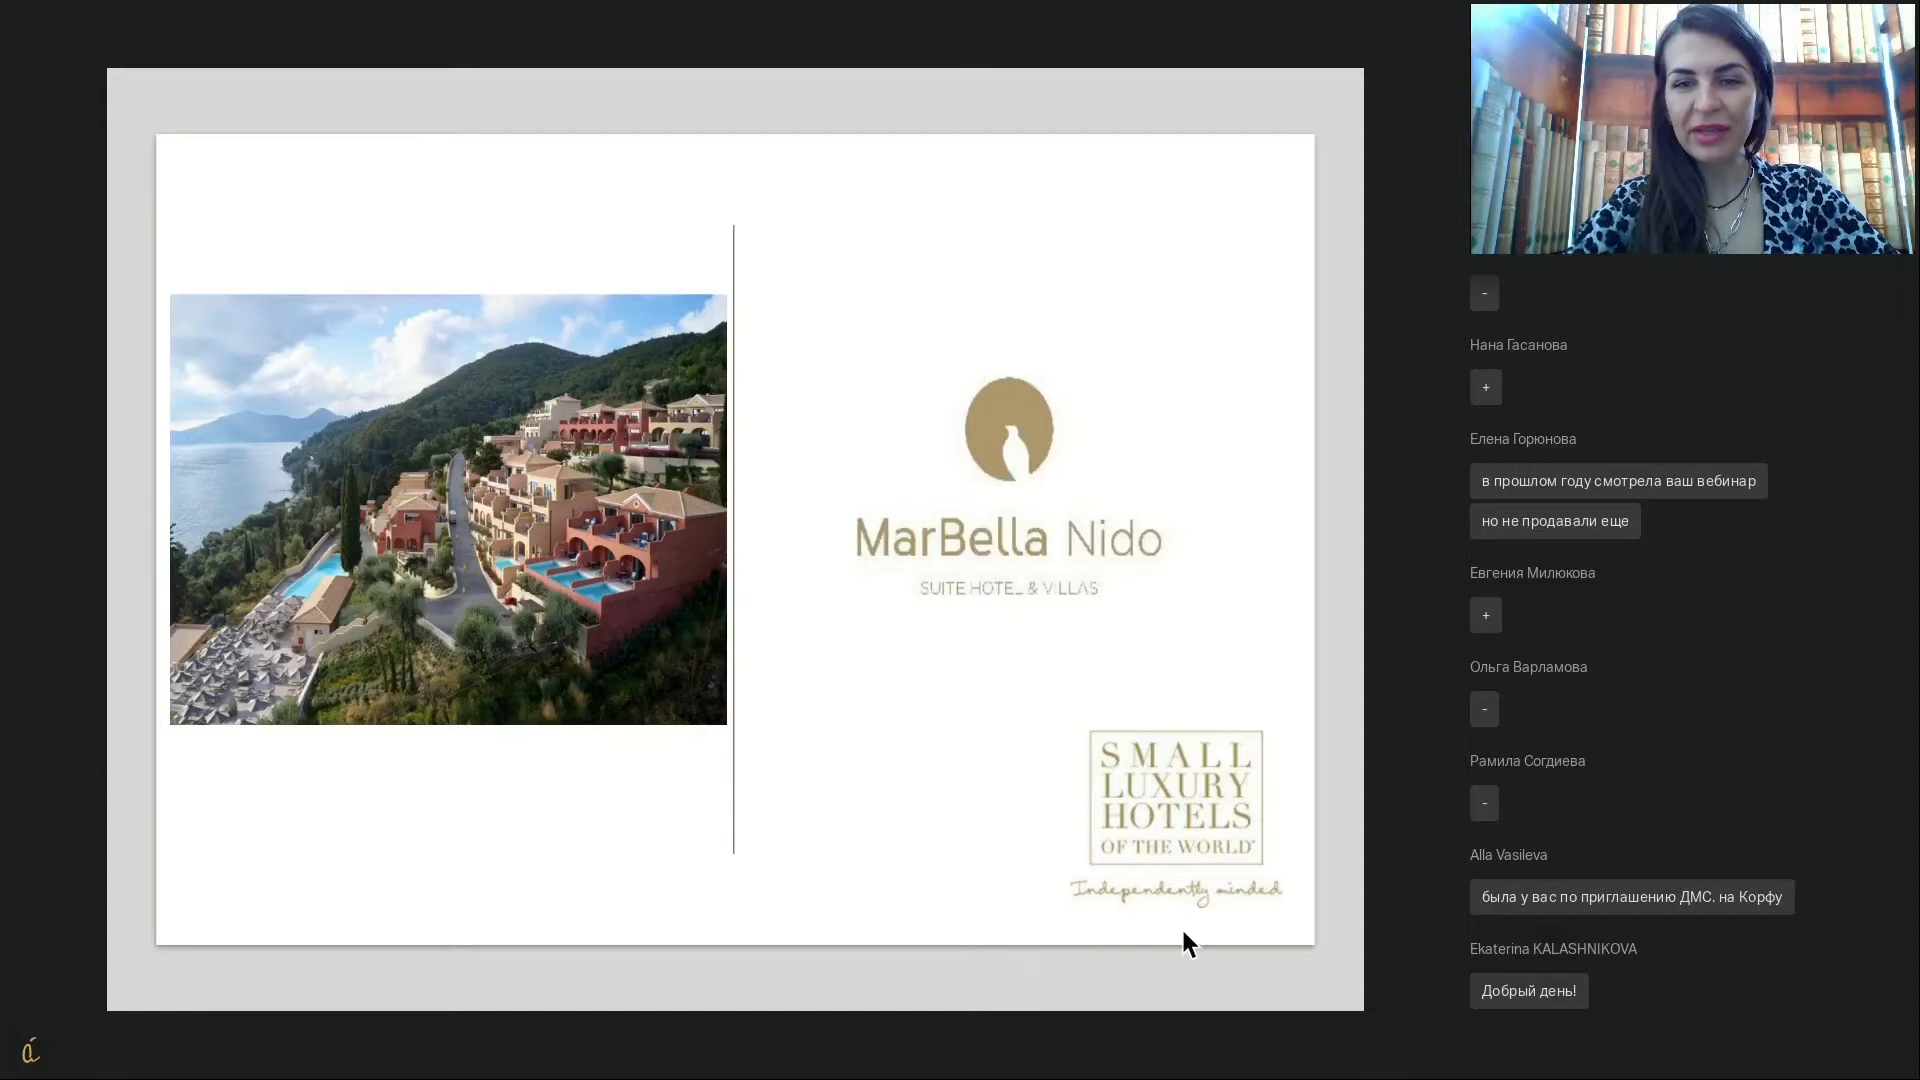 MarBella Nido
SUITE HOTEL & VILLAS
SMALL
LUXURY
HOTELS
OF THE WORLD
Independently minded
-
Нана Гасанова
+
Елена Горюнова
в прошлом году смотрела ваш вебинар
но не продавали еще
Евгения Милюкова
+
Ольга Варламова
-
Рамила Согдиева
-
Alla Vasileva
была у вас по приглашению ДМС. на Корфу
Ekaterina KALASHNIKOVA
Добрый день!
á